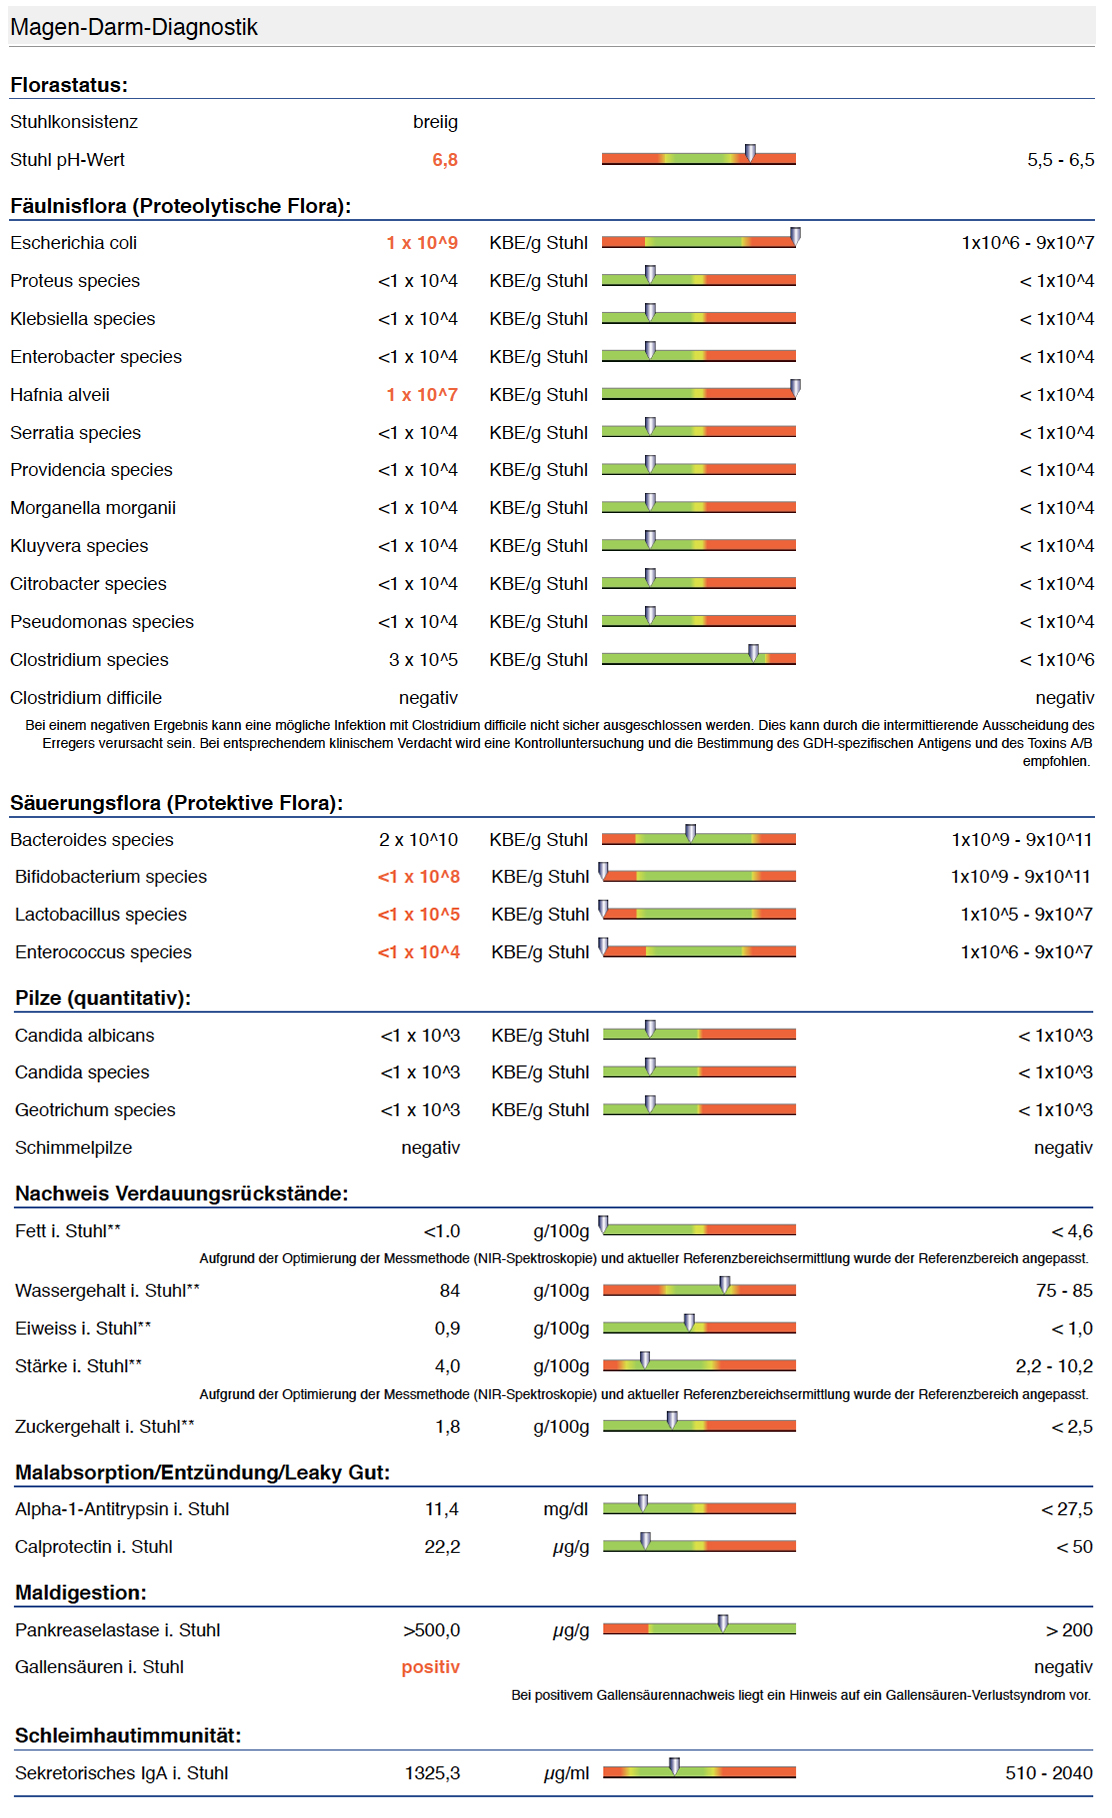 Magen-Darm-Diagnostik
Florastatus:
Stuhlkonsistenz breiig
Stuhl pH-Wert 6,8 5,5 - 6,5
Fäulnisflora (Proteolytische Flora):
Escherichia coli 1 x 10^9 KBE/g Stuhl 1x10^6 - 9x10^7
Proteus species <1 x 10^4 KBE/g Stuhl < 1x10^4
Klebsiella species <1 x 10^4 KBE/g Stuhl < 1x10^4
Enterobacter species <1 x 10^4 KBE/g Stuhl < 1x10^4
Hafnia alveii 1 x 10^7 KBE/g Stuhl < 1x10^4
Serratia species <1 x 10^4 KBE/g Stuhl < 1x10^4
Providencia species <1 x 10^4 KBE/g Stuhl < 1x10^4
Morganella morganii <1 x 10^4 KBE/g Stuhl < 1x10^4
Kluyvera species <1 x 10^4 KBE/g Stuhl < 1x10^4
Citrobacter species <1 x 10^4 KBE/g Stuhl < 1x10^4
Pseudomonas species <1 x 10^4 KBE/g Stuhl < 1x10^4
Clostridium species 3 x 10^5 KBE/g Stuhl < 1x10^6
Clostridium difficile negativ negativ
Bei einem negativen Ergebnis kann eine mögliche Infektion mit Clostridium difficile nicht sicher ausgeschlossen werden. Dies kann durch die intermittierende Ausscheidung des
Erregers verursacht sein. Bei entsprechendem klinischem Verdacht wird eine Kontrolluntersuchung und die Bestimmung des GDH-spezifischen Antigens und des Toxins A/B
empfohlen.
Säuerungsflora (Protektive Flora):
Bacteroides species 2 x 10^10 KBE/g Stuhl 1x10^9 - 9x10^11
Bifidobacterium species <1 x 10^8 KBE/g Stuhl 1x10^9 - 9x10^11
Lactobacillus species <1 x 10^5 KBE/g Stuhl 1x10^5 - 9x10^7
Enterococcus species <1 x 10^4 KBE/g Stuhl 1x10^6 - 9x10^7
Pilze (quantitativ):
Candida albicans <1 x 10^3 KBE/g Stuhl < 1x10^3
Candida species <1 x 10^3 KBE/g Stuhl < 1x10^3
Geotrichum species <1 x 10^3 KBE/g Stuhl < 1x10^3
Schimmelpilze negativ negativ
Nachweis Verdauungsrückstände:
Fett i. Stuhl** <1.0 g/100g < 4,6
Aufgrund der Optimierung der Messmethode (NIR-Spektroskopie) und aktueller Referenzbereichsermittlung wurde der Referenzbereich angepasst.
Wassergehalt i. Stuhl** 84 g/100g 75 - 85
Eiweiss i. Stuhl** 0,9 g/100g < 1,0
Stärke i. Stuhl** 4,0 g/100g 2,2 - 10,2
Aufgrund der Optimierung der Messmethode (NIR-Spektroskopie) und aktueller Referenzbereichsermittlung wurde der Referenzbereich angepasst.
Zuckergehalt i. Stuhl** 1,8 g/100g < 2,5
Malabsorption/Entzündung/Leaky Gut:
Alpha-1-Antitrypsin i. Stuhl 11,4 mg/dl < 27,5
Calprotectin i. Stuhl 22,2 µg/g < 50
Maldigestion:
Pankreaselastase i. Stuhl >500,0 µg/g > 200
Gallensäuren i. Stuhl positiv negativ
Bei positivem Gallensäurennachweis liegt ein Hinweis auf ein Gallensäuren-Verlustsyndrom vor.
Schleimhautimmunität:
Sekretorisches IgA i. Stuhl 1325,3 µg/ml 510 - 2040